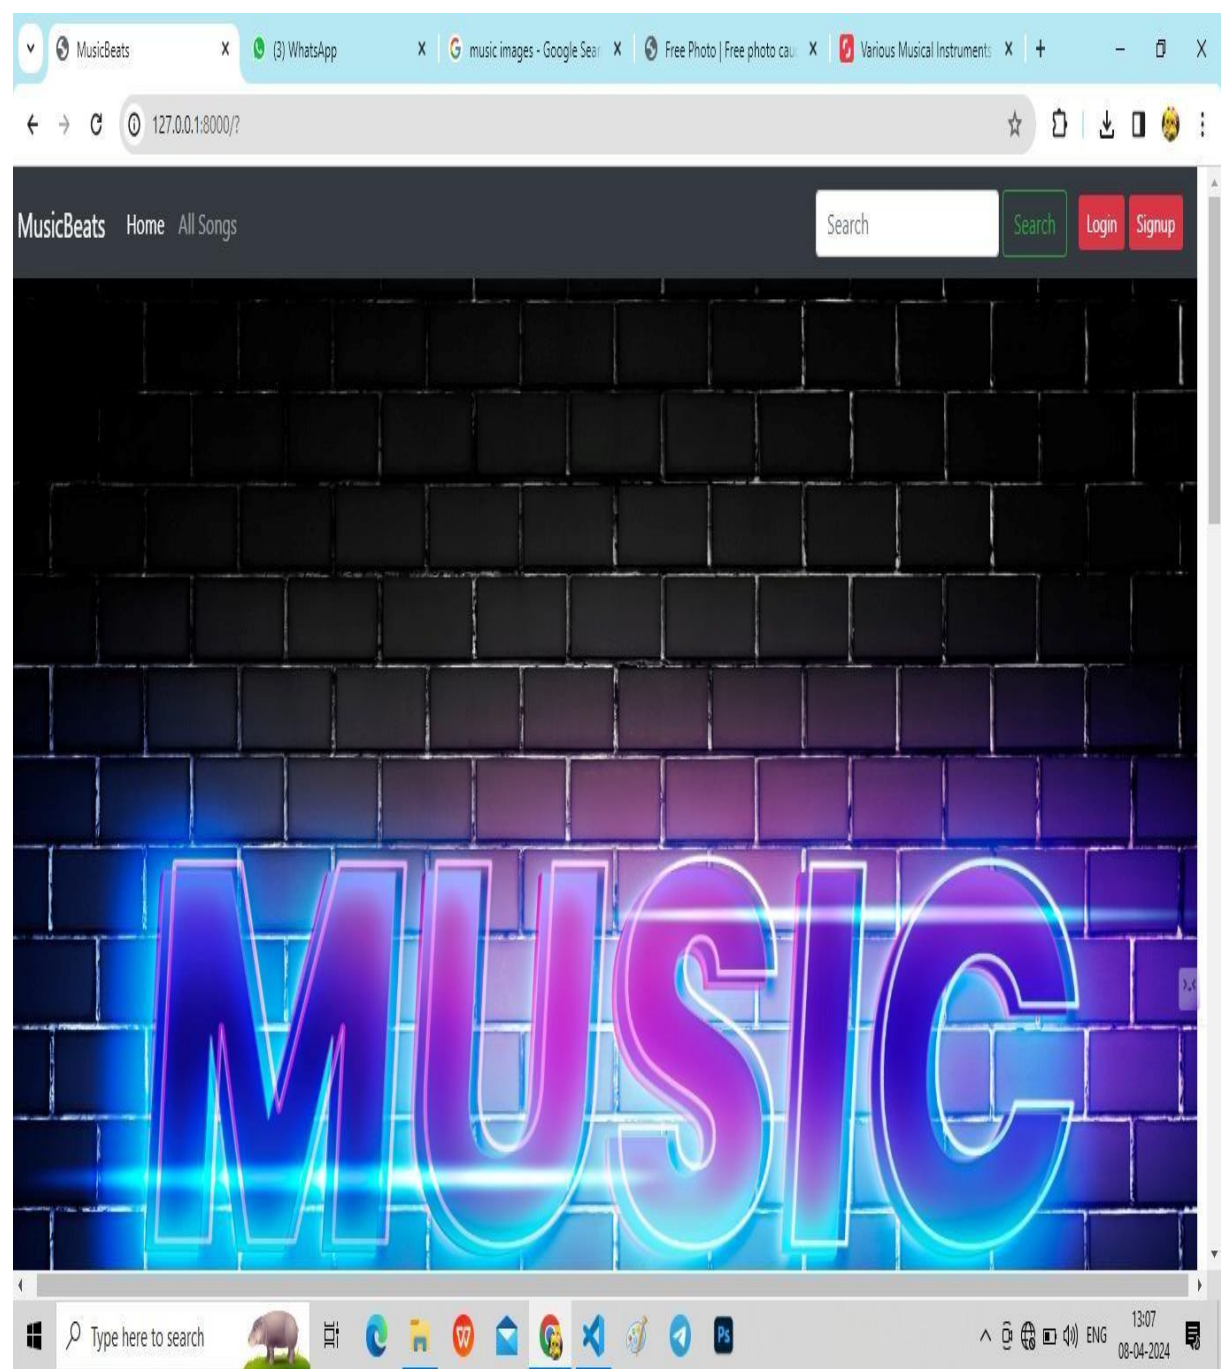 MusicBeats
(3) WhatsApp
music images - Google Sear
Free Photo | Free photo cau
Various Musical Instruments
127.0.0.1:8000/?
MusicBeats Home All Songs Search Search Login Signup
MUSIC
Type here to search
W
Ps
ENG
13:07
08-04-2024